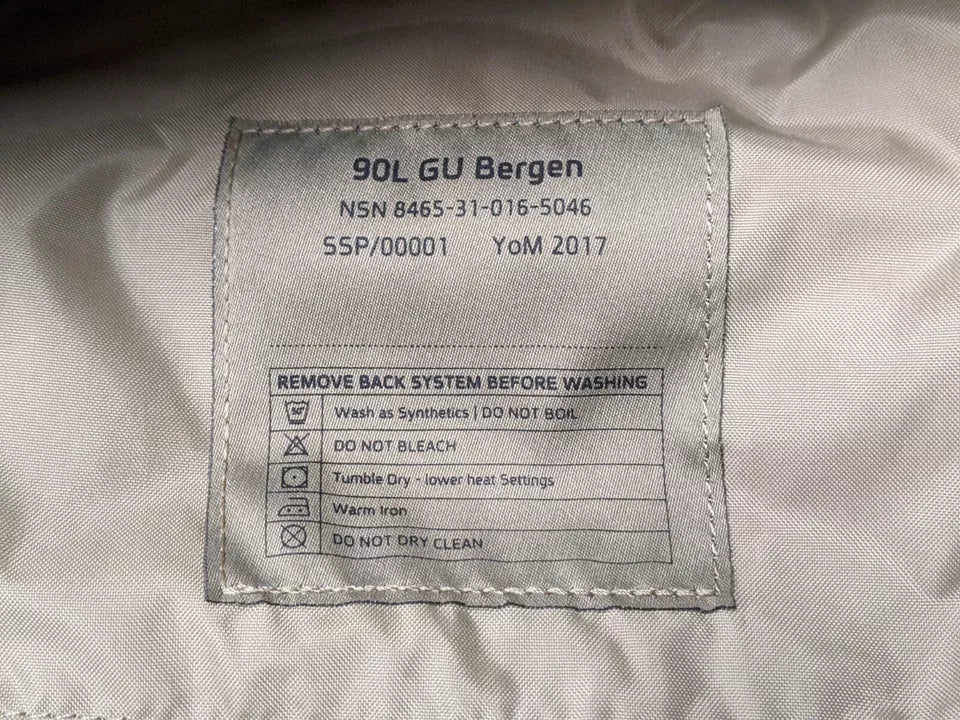 90L GU Bergen
NSN 8465-31-016-5046
SSP/00001 YoM 2017
REMOVE BACK SYSTEM BEFORE WASHING
Wash as Synthetics | DO NOT BOIL
DO NOT BLEACH
Tumble Dry - lower heat Settings
Warm Iron
DO NOT DRY CLEAN